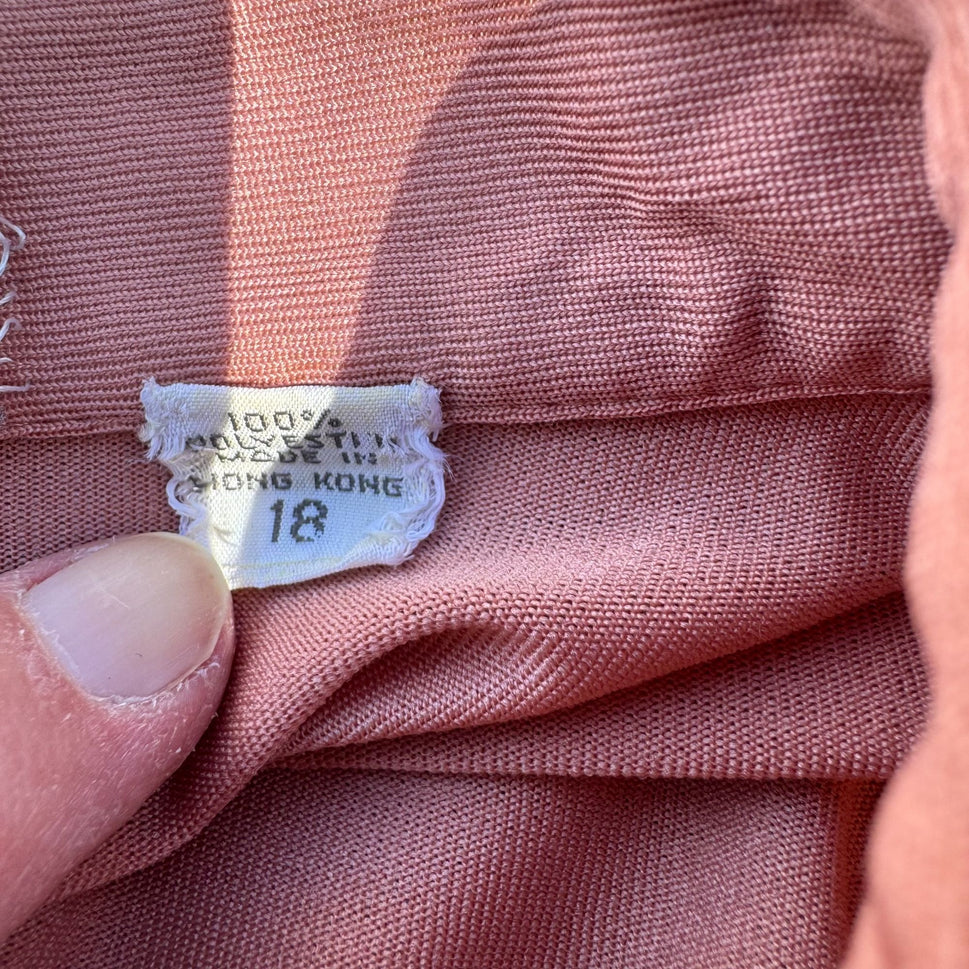 100%
POLYESTER
MADE IN
HONG KONG
18